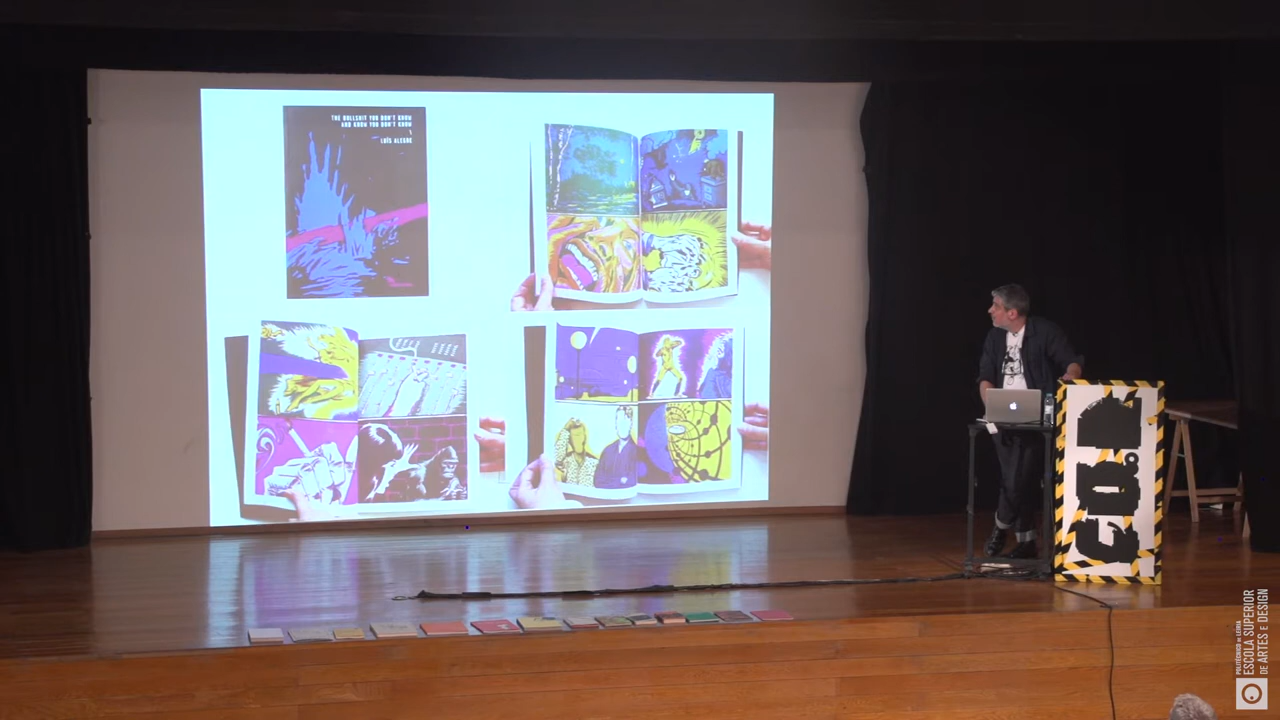 THE BULLSHIT YOU DON'T KNOW
AND KNOW YOU DON'T KNOW
\
LUÍS ALEGRE
POLITÉCNICO DE LEIRIA
ESCOLA SUPERIOR
DE ARTES E DESIGN